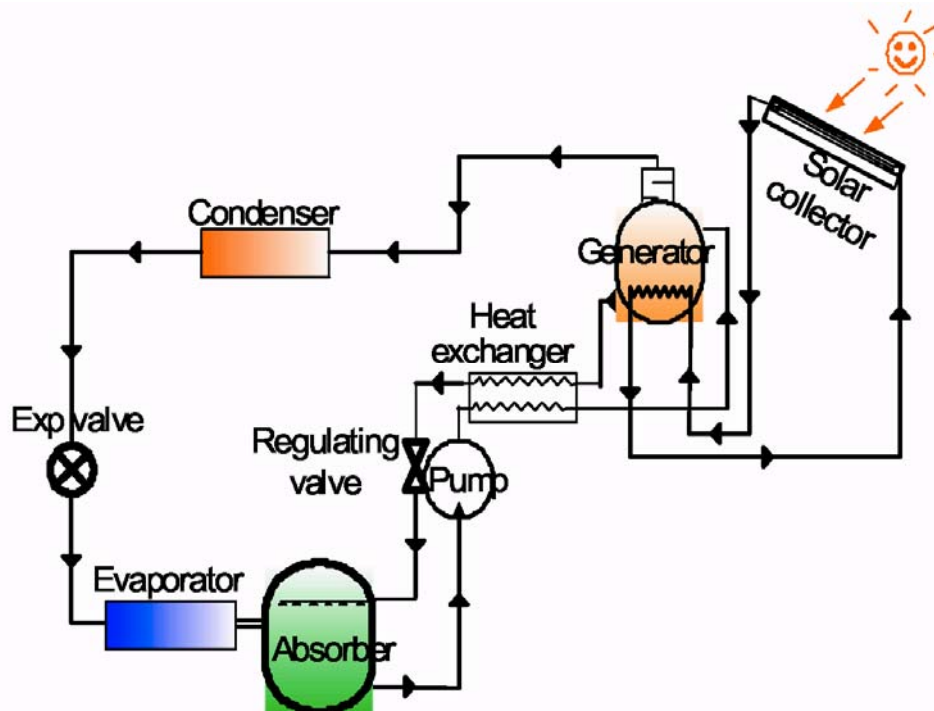 Solar
collector
Condenser
Generator
Heat
exchanger
Exp valve
Regulating
valve
Pump
Evaporator
Absorber